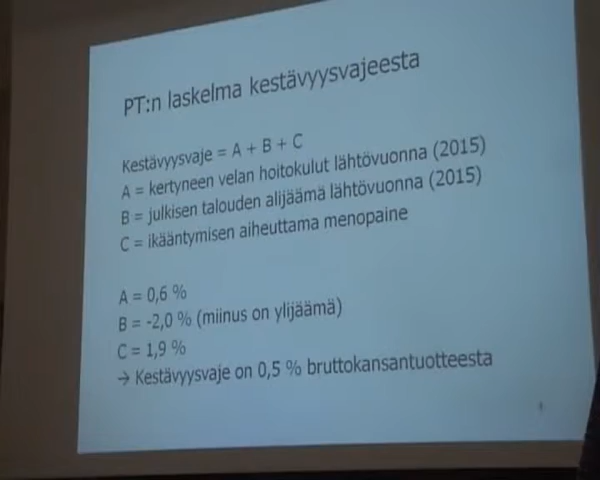 PT:n laskelma kestävyysvajeesta
Kestävyysvaje = A + B + C
A = kertyneen velan hoitokulut lähtövuonna (2015)
B = julkisen talouden alijäämä lähtövuonna (2015)
C = ikääntymisen aiheuttama menopaine
A = 0,6 %
B = -2,0 % (miinus on ylijäämä)
C = 1,9 %
→ Kestävyysvaje on 0,5 % bruttokansantuotteesta